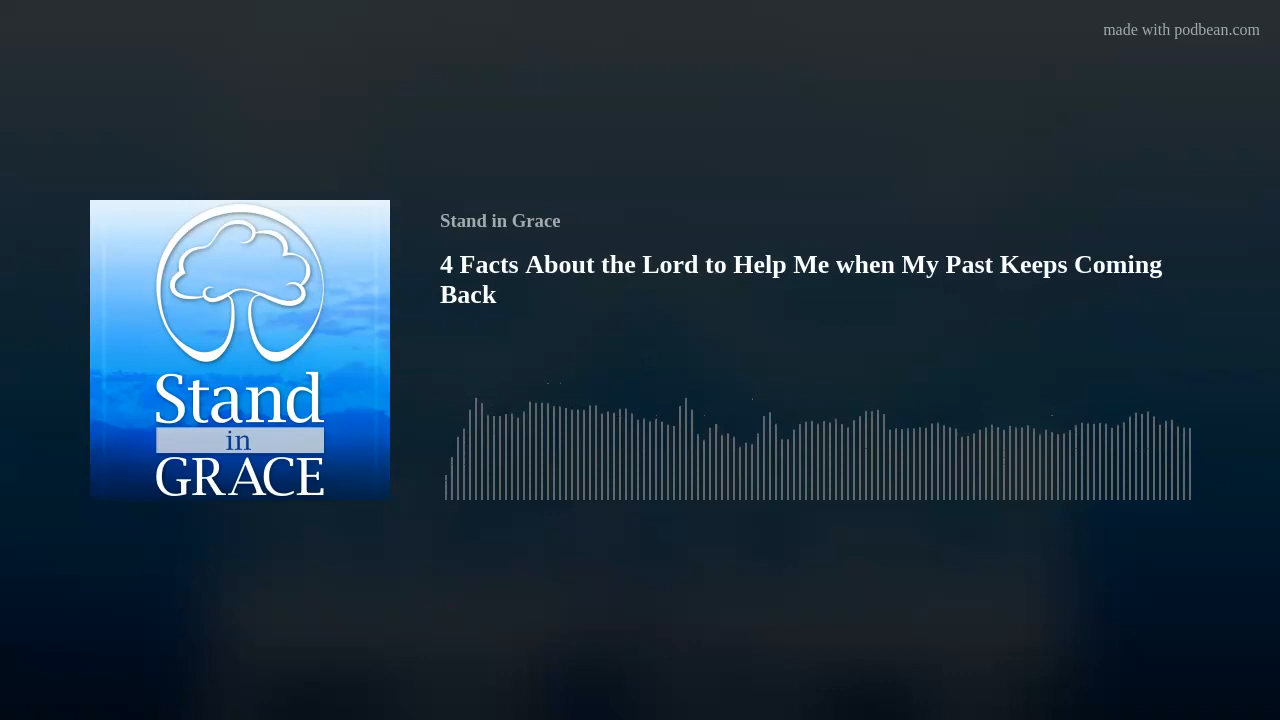 made with podbean.com
Stand in Grace
4 Facts About the Lord to Help Me when My Past Keeps Coming
Back
Stand
in
GRACE